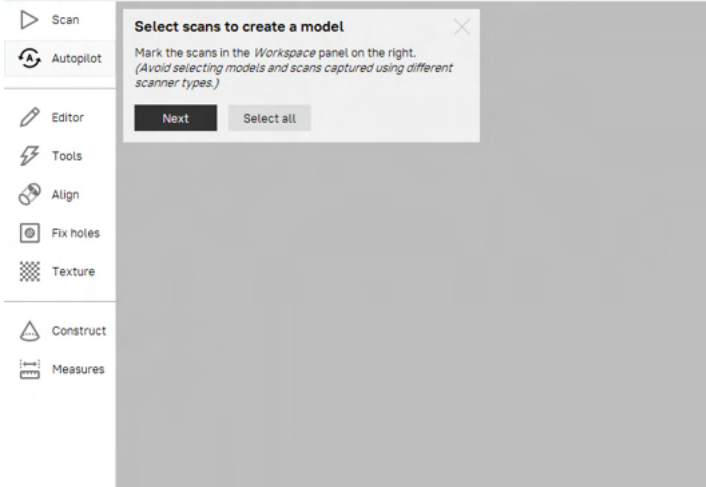 Scan
Autopilot
Editor
Tools
Align
Fix holes
Texture
Construct
Measures
Select scans to create a model
Mark the scans in the Workspace panel on the right.
(Avoid selecting models and scans captured using different
scanner types.)
Next
Select all